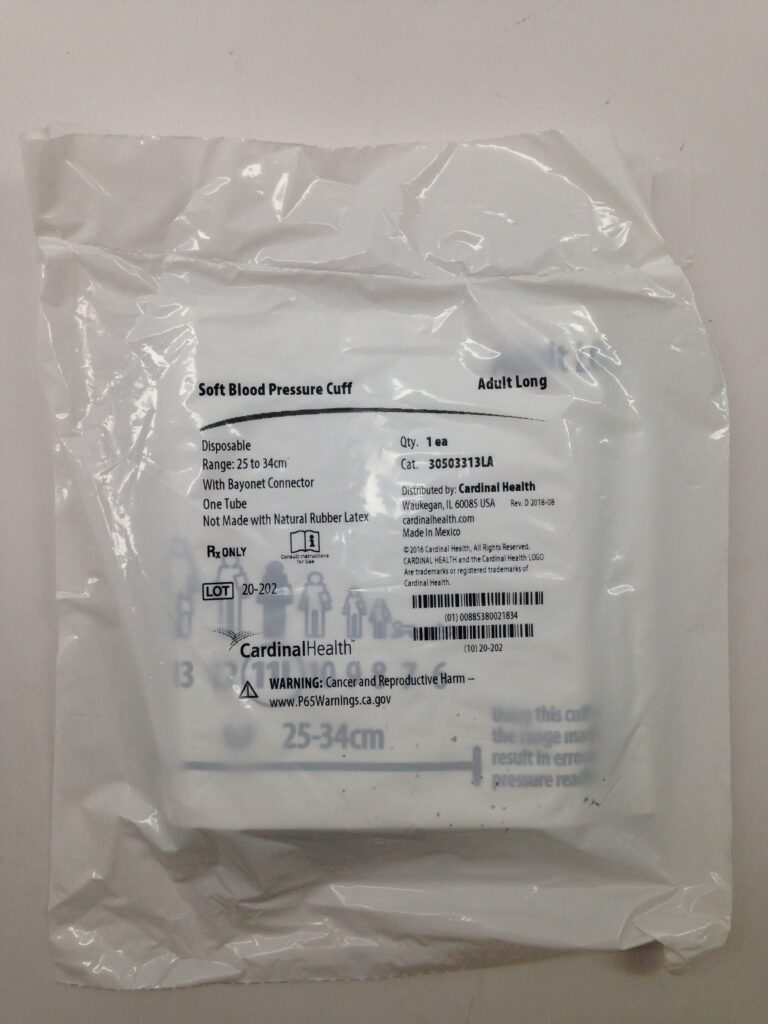 Soft Blood Pressure Cuff
Adult Long
Disposable
Range: 25 to 34cm
With Bayonet Connector
One Tube
Not Made with Natural Rubber Latex
Rx ONLY
Consult Instructions
for Use
LOT 20-202
Qty. 1 ea
Cat. 30503313LA
Distributed by: Cardinal Health
Waukegan, IL 60085 USA Rev. D 2018-08
cardinalhealth.com
Made in Mexico
© 2016 Cardinal Health, All Rights Reserved.
CARDINAL HEALTH and the Cardinal Health LOGO
Are trademarks or registered trademarks of
Cardinal Health.
(01) 00885380021834
(10) 20-202
CardinalHealth™
WARNING: Cancer and Reproductive Harm –
www.P65Warnings.ca.gov
13 12 (11L) 10 9 8 7 6
25-34cm
Using this cuff
the range
result in
pressure